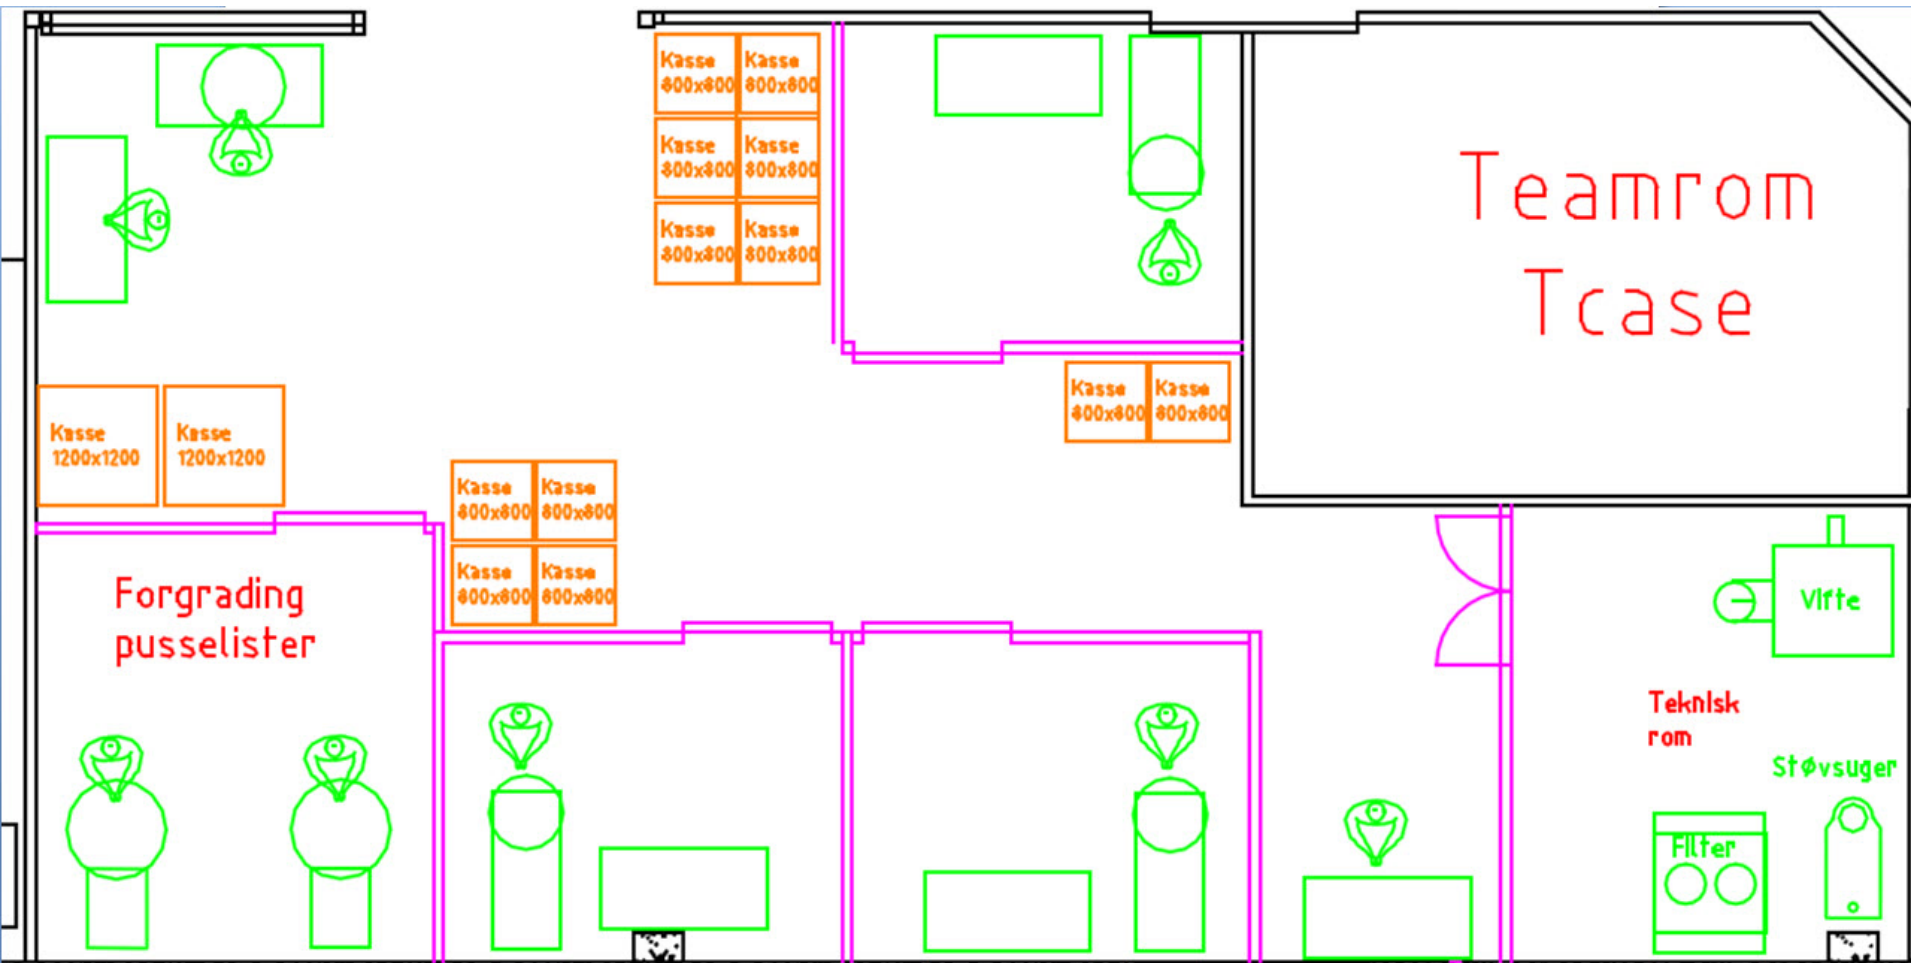 Kasse Kasse
800x800 800x800
Kasse Kasse
800x800 800x800
Kasse Kasse
800x800 800x800
Teamrom
Tcase
Kasse Kasse
800x800 800x800
Kasse Kasse
1200x1200 1200x1200
Kasse Kasse
800x800 800x800
Kasse Kasse
800x800 800x800
Forgrading
pusselister
Vifte
Teknisk
rom
Støvsuger
Filter